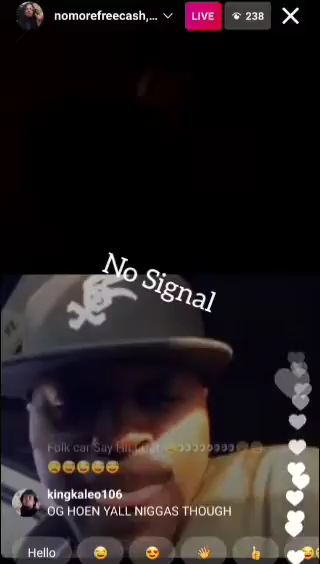 nomorefreecash,...
LIVE
238
No Signal
kingkaleo106
OG HOEN YALL NIGGAS THOUGH
Hello